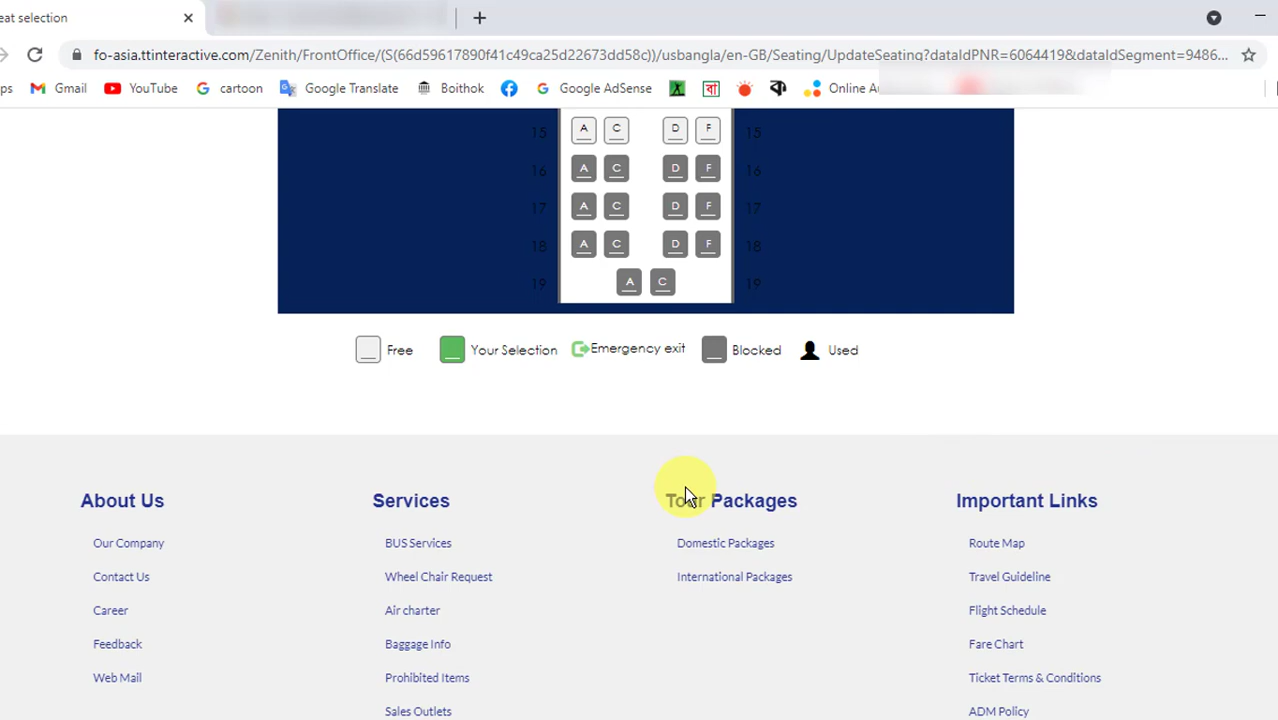 eat selection
fo-asia.ttinteractive.com/Zenith/FrontOffice/(S(66d59617890f41c49ca25d22673dd58c))/usbangla/en-GB/Seating/UpdateSeating?dataIdPNR=6064419&dataIdSegment=9486...
ps Gmail YouTube cartoon Google Translate Boithok Google AdSense বা ক Online Au
15 A C D F 15
16 A C D F 16
17 A C D F 17
18 A C D F 18
19 A C 19
Free Your Selection Emergency exit Blocked Used
About Us Services Tour Packages Important Links
Our Company BUS Services Domestic Packages Route Map
Contact Us Wheel Chair Request International Packages Travel Guideline
Career Air charter Flight Schedule
Feedback Baggage Info Fare Chart
Web Mail Prohibited Items Ticket Terms & Conditions
Sales Outlets ADM Policy